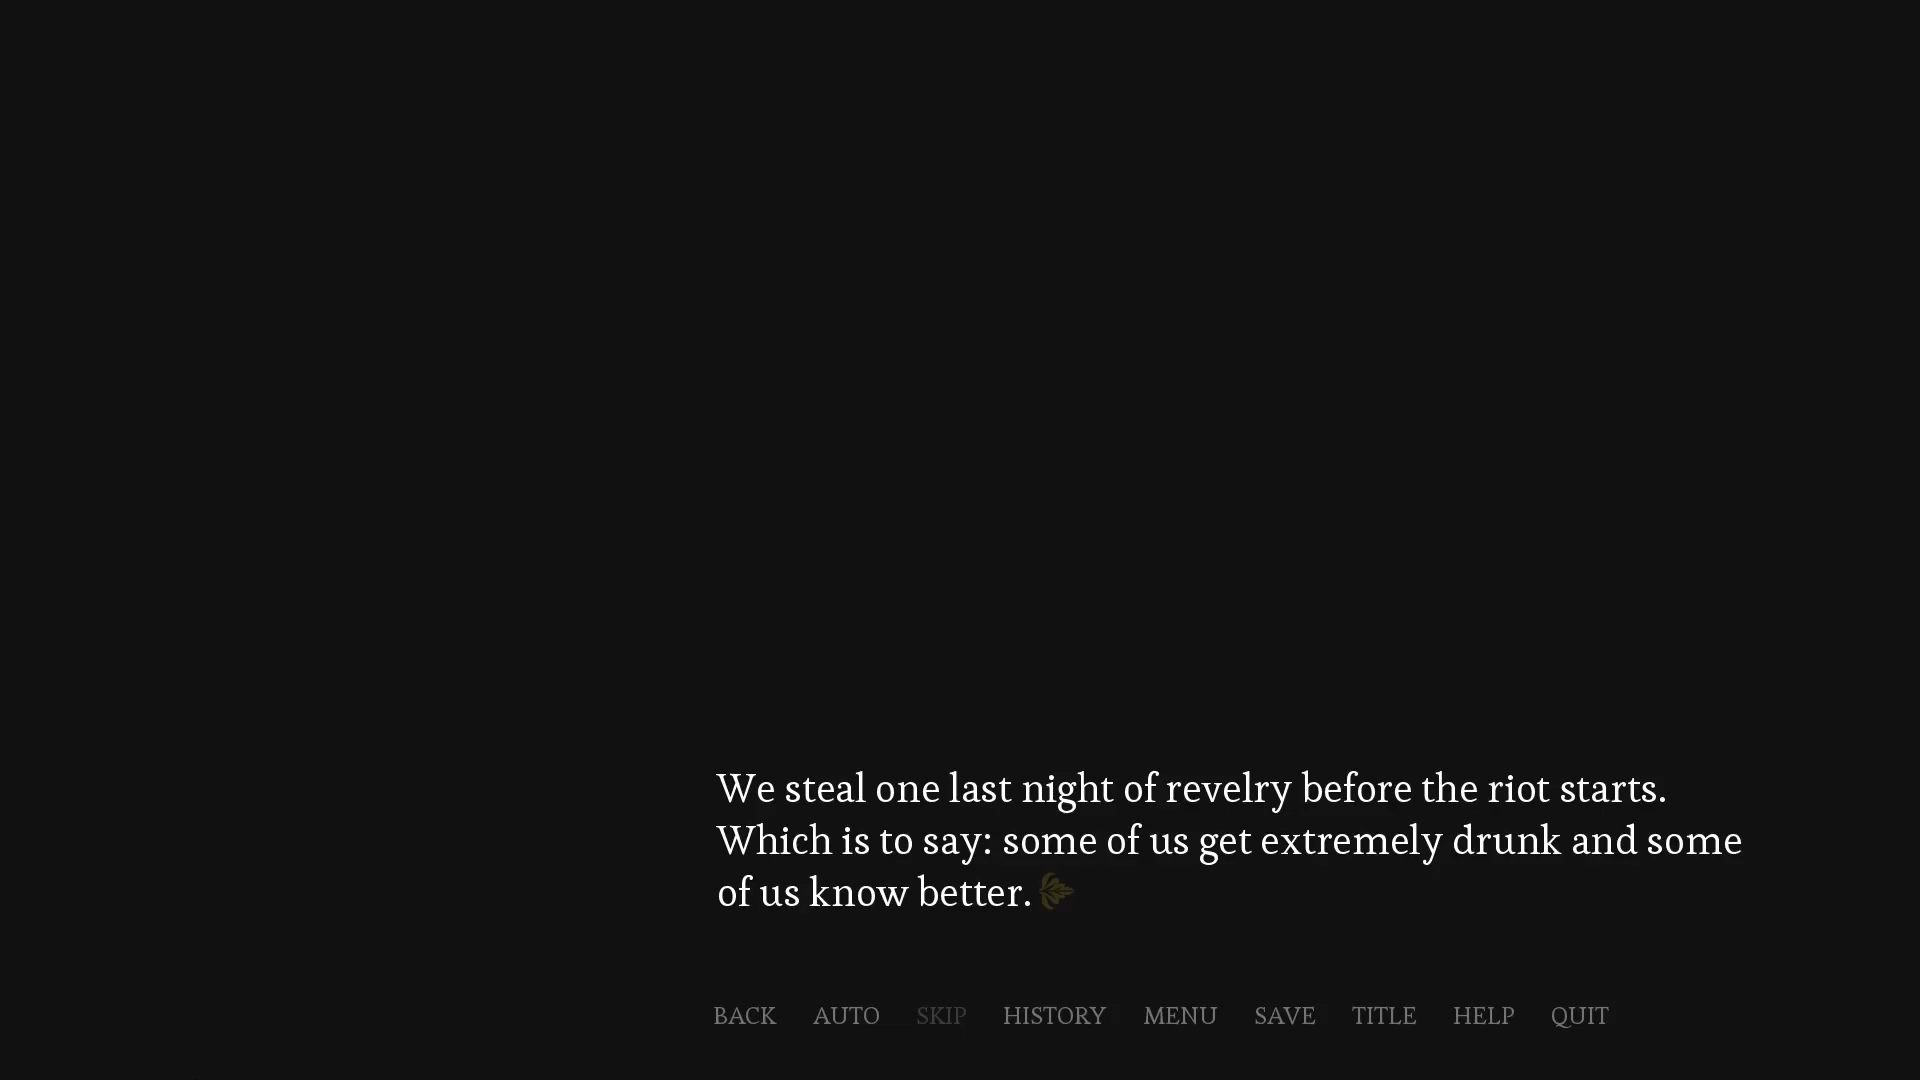 We steal one last night of revelry before the riot starts.
Which is to say: some of us get extremely drunk and some
of us know better.
BACK AUTO SKIP HISTORY MENU SAVE TITLE HELP QUIT